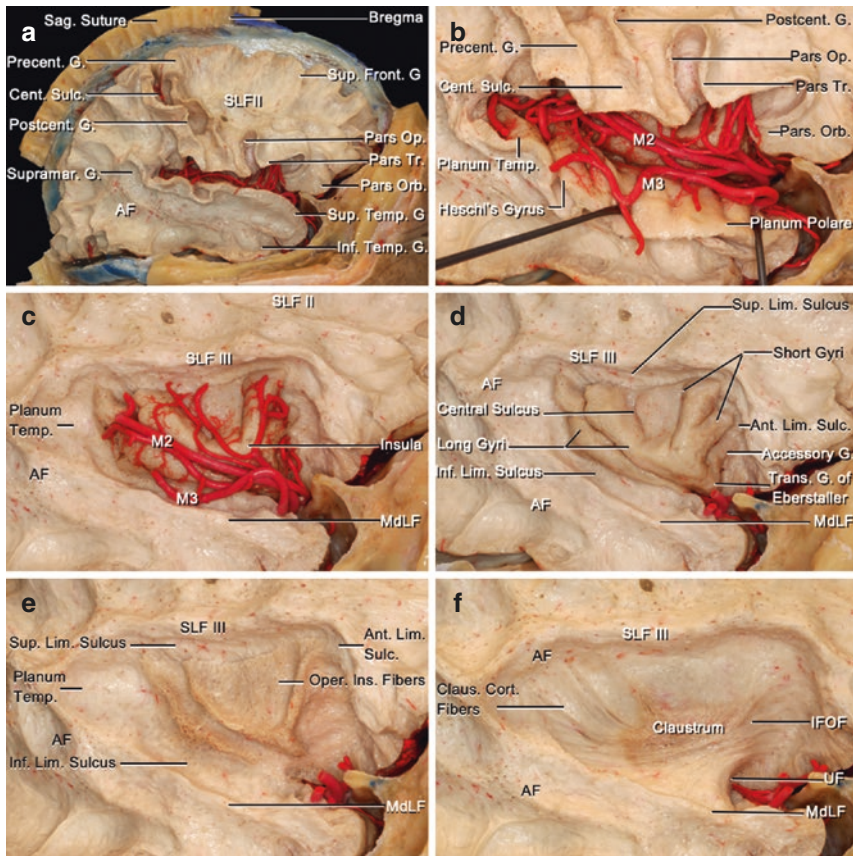 a
Sag. Suture
Bregma
Precent. G.
Sup. Front. G
Cent. Sulc.
SLF II
Postcent. G.
Pars Op.
Pars Tr.
Supramar. G.
Pars Orb.
AF
Sup. Temp. G
Inf. Temp. G.
b
Postcent. G.
Precent. G.
Pars Op.
Cent. Sulc.
Pars Tr.
M2
Pars. Orb.
Planum Temp.
M3
Heschl's Gyrus
Planum Polare
c
SLF II
SLF III
Planum
Temp.
M2
Insula
AF
M3
MdLF
d
Sup. Lim. Sulcus
SLF III
Short Gyri
AF
Central Sulcus
Ant. Lim. Sulc.
Long Gyri
Accessory G.
Inf. Lim. Sulcus
Trans. G. of
Eberstaller
AF
MdLF
e
SLF III
Sup. Lim. Sulcus
Ant. Lim.
Sulc.
Planum
Temp.
Oper. Ins. Fibers
AF
Inf. Lim. Sulcus
MdLF
f
SLF III
AF
Claus. Cort.
Fibers
Claustrum
IFOF
UF
AF
MdLF